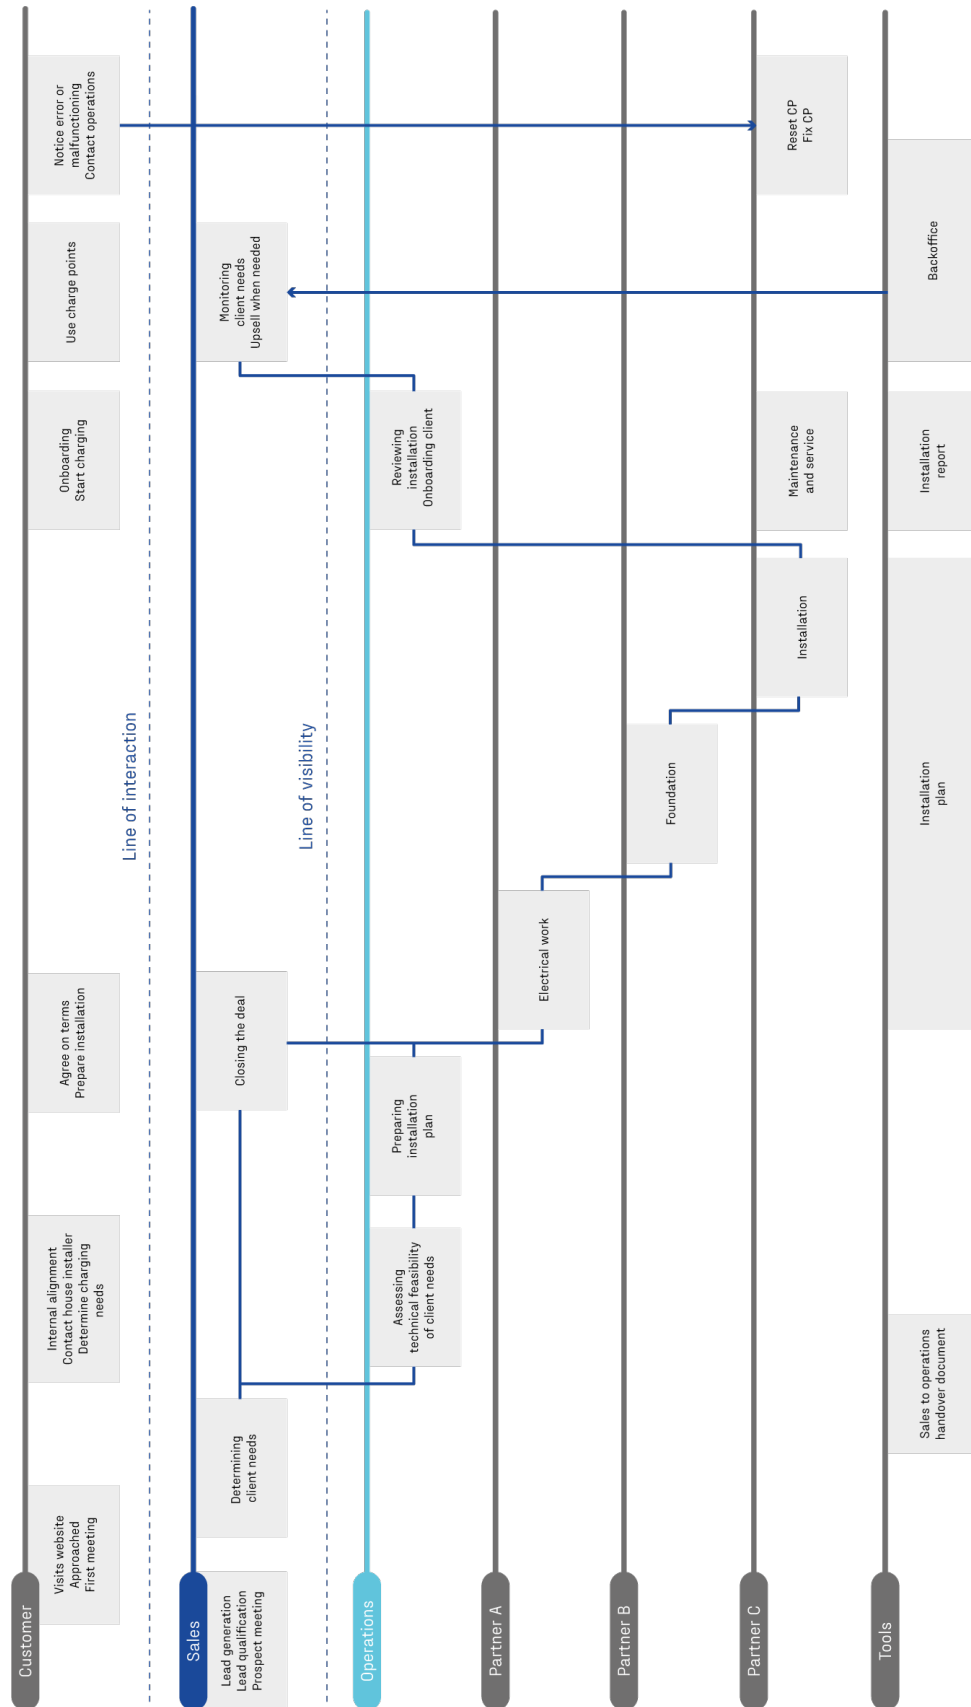 Customer
Visits website
Approached
First meeting
Internal alignment
Contact house installer
Determine charging
needs
Agree on terms
Prepare installation
Onboarding
Start charging
Use charge points
Notice error or
malfunctioning
Contact operations
Line of interaction
Sales
Lead generation
Lead qualification
Prospect meeting
Determining
client needs
Closing the deal
Monitoring
client needs
Upsell when needed
Line of visibility
Operations
Assessing
technical feasibility
of client needs
Preparing
installation
plan
Reviewing
installation
Onboarding client
Partner A
Electrical work
Partner B
Foundation
Partner C
Installation
Maintenance
and service
Reset CP
Fix CP
Tools
Sales to operations
handover document
Installation
plan
Installation
report
Backoffice